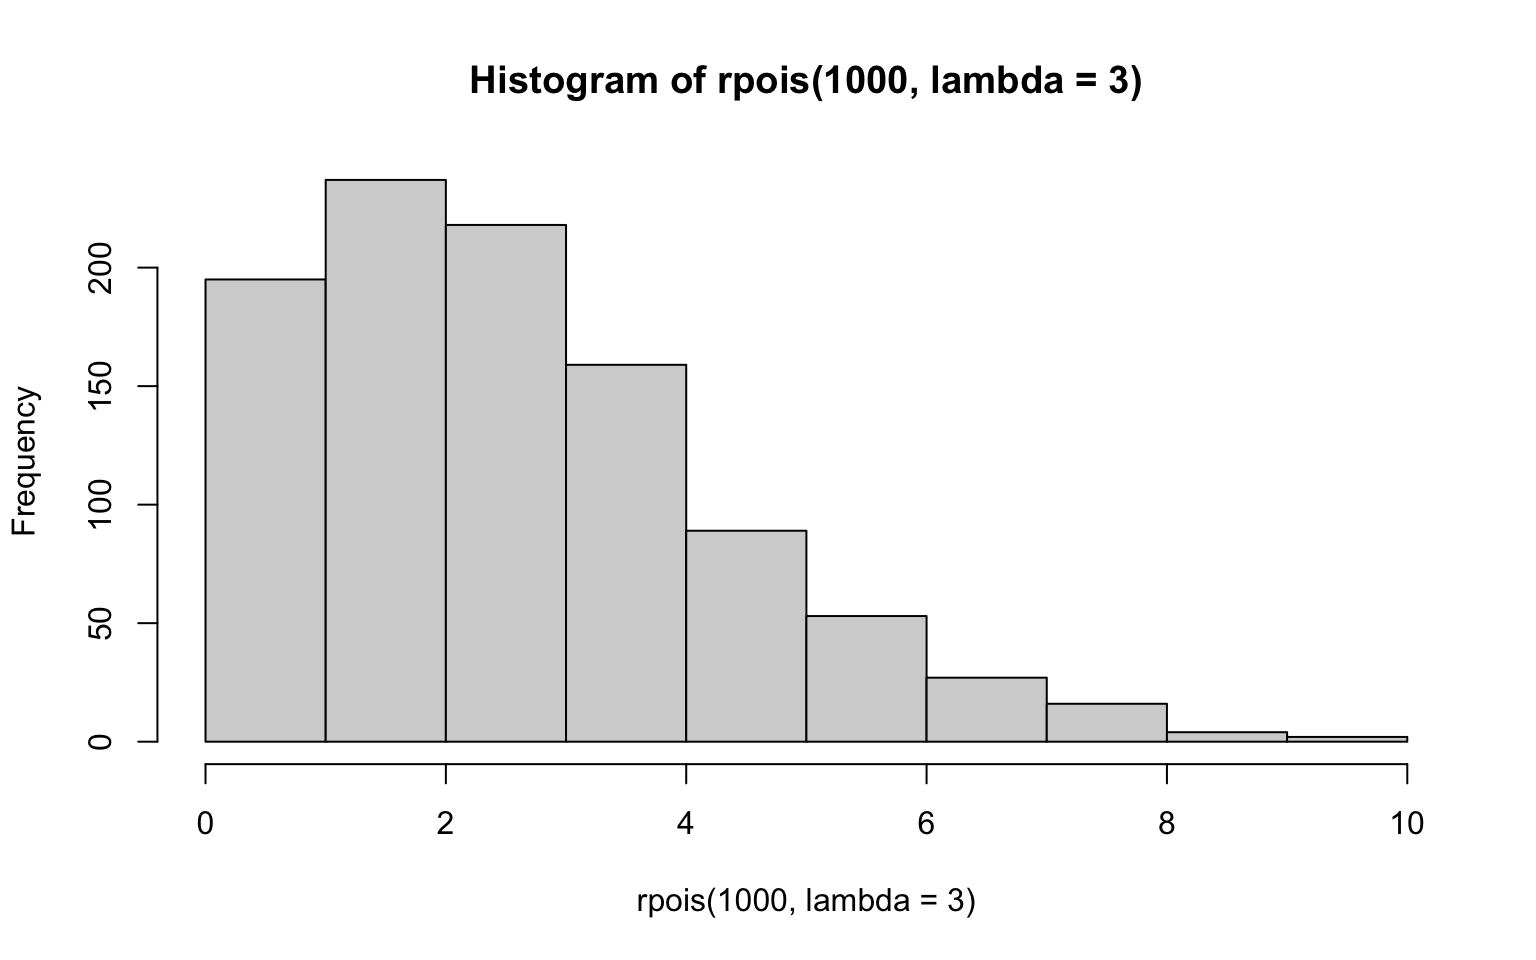 Histogram of rpois(1000, lambda = 3)
Frequency
200
150
100
50
0
0 2 4 6 8 10
rpois(1000, lambda = 3)